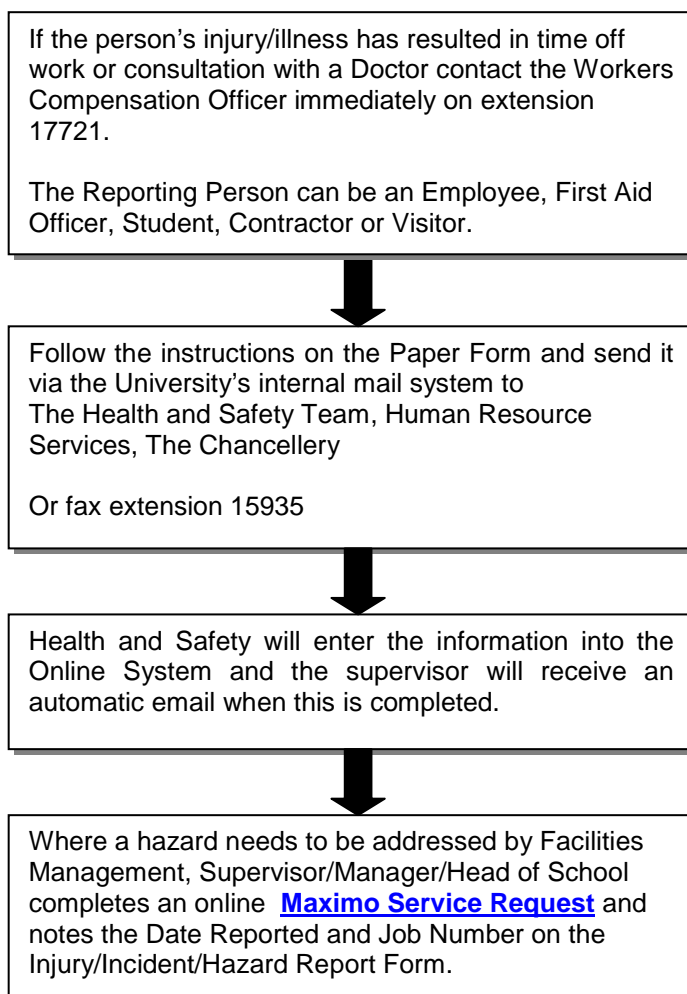 If the person's injury/illness has resulted in time off
work or consultation with a Doctor contact the Workers
Compensation Officer immediately on extension
17721.
The Reporting Person can be an Employee, First Aid
Officer, Student, Contractor or Visitor.
Follow the instructions on the Paper Form and send it
via the University's internal mail system to
The Health and Safety Team, Human Resource
Services, The Chancellery
Or fax extension 15935
Health and Safety will enter the information into the
Online System and the supervisor will receive an
automatic email when this is completed.
Where a hazard needs to be addressed by Facilities
Management, Supervisor/Manager/Head of School
completes an online Maximo Service Request and
notes the Date Reported and Job Number on the
Injury/Incident/Hazard Report Form.